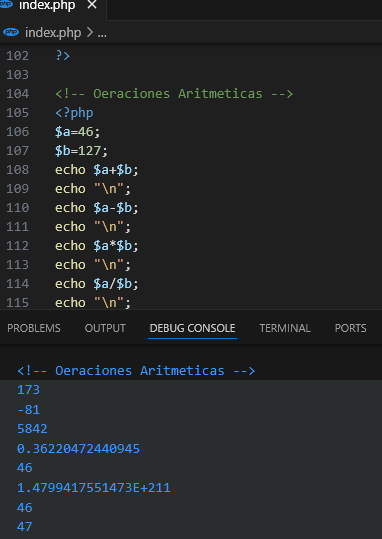 index.php
index.php > ...
102 ?>
103
104 <!-- Oeraciones Aritmeticas -->
105 <?php
106 $a=46;
107 $b=127;
108 echo $a+$b;
109 echo "\n";
110 echo $a-$b;
111 echo "\n";
112 echo $a*$b;
113 echo "\n";
114 echo $a/$b;
115 echo "\n";
PROBLEMS OUTPUT DEBUG CONSOLE TERMINAL PORTS
<!-- Oeraciones Aritmeticas -->
173
-81
5842
0.36220472440945
46
1.4799417551473E+211
46
47